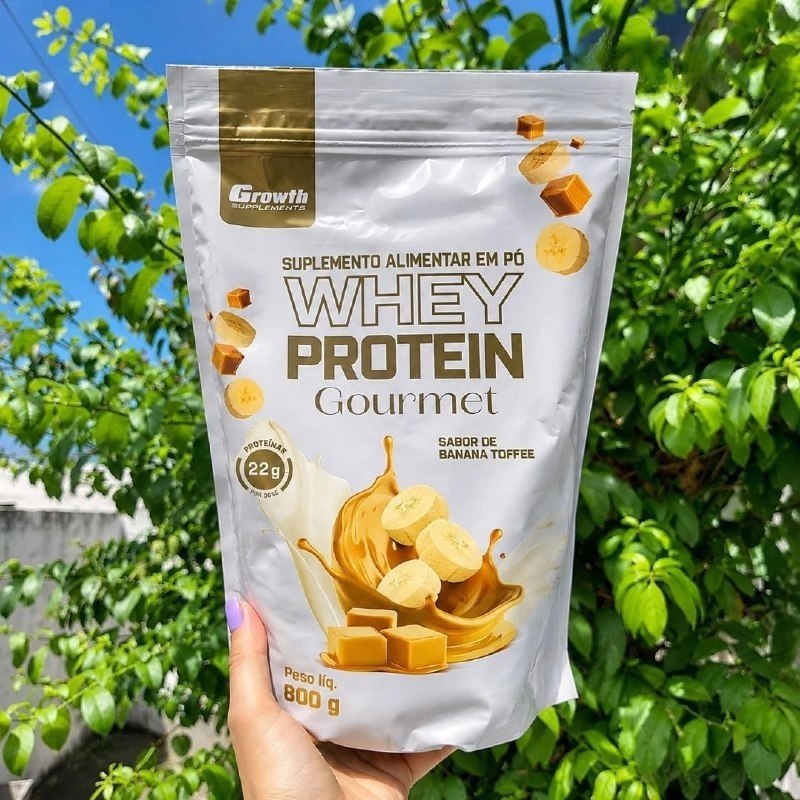 Growth
SUPPLEMENTS
SUPLEMENTO ALIMENTAR EM PÓ
WHEY
PROTEIN
Gourmet
SABOR DE
BANANA TOFFEE
PROTEÍNAS
22g
POR DOSE
Peso líq.
800 g